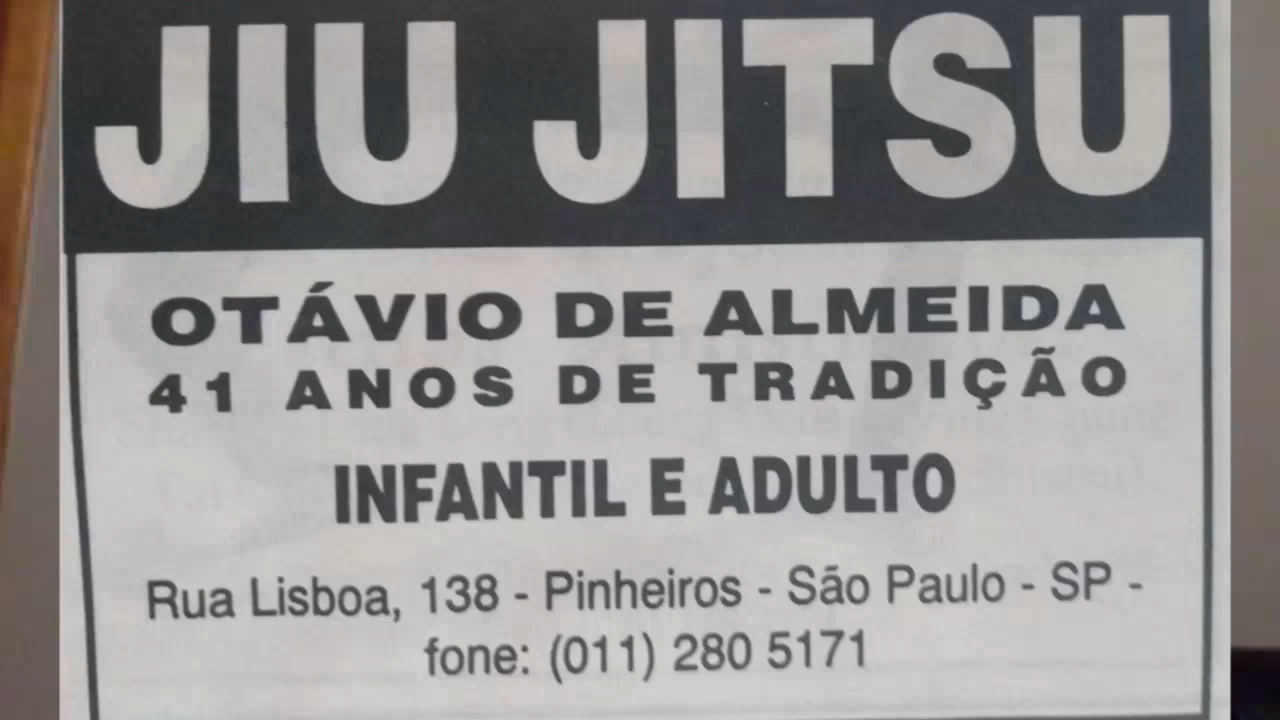 JIU JITSU
OTÁVIO DE ALMEIDA
41 ANOS DE TRADIÇÃO
INFANTIL E ADULTO
Rua Lisboa, 138 - Pinheiros - São Paulo - SP -
fone: (011) 280 5171